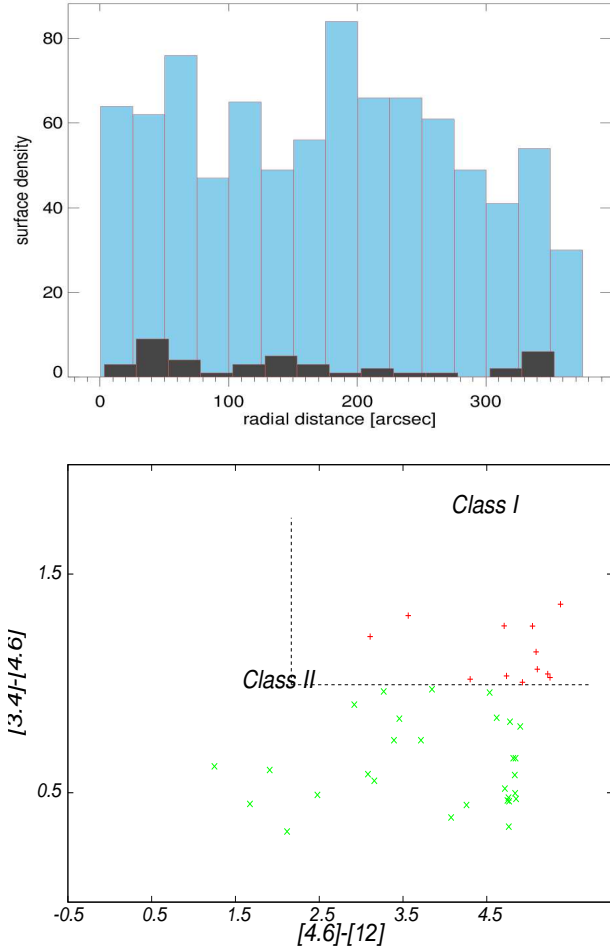 80
60
40
20
0
surface density
0 100 200 300
radial distance [arcsec]
Class I
1.5
Class II
0.5
[3.4]-[4.6]
-0.5 0.5 1.5 2.5 3.5 4.5
[4.6]-[12]